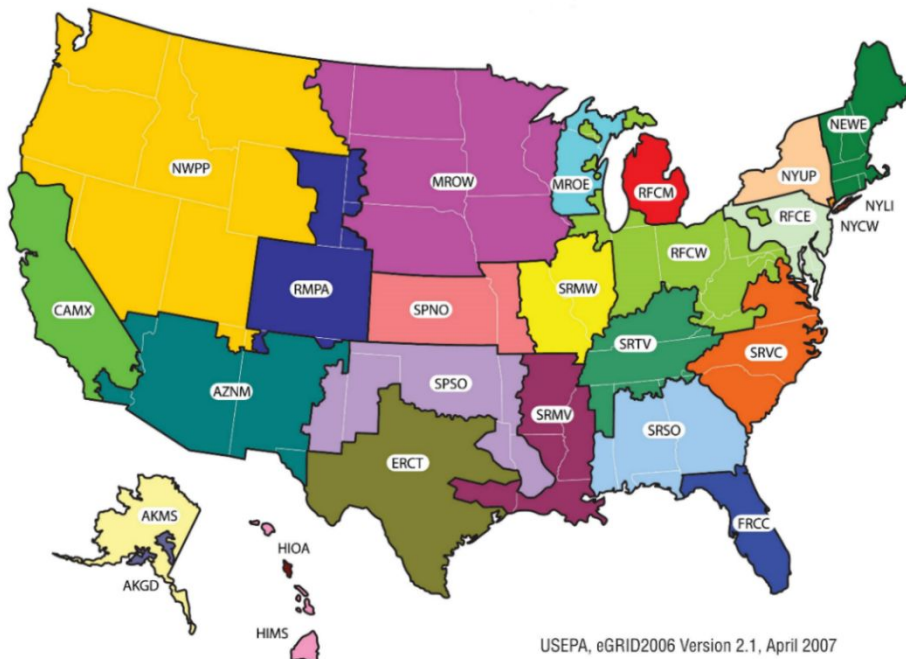 NEWE
NWPP
MROW
MROE
RFCM
NYUP
NYLI
RFCE
NYCW
RFCW
RMPA
SRMW
CAMX
SPNO
SRTV
SRVC
AZNM
SPSO
SRMV
SRSO
ERCT
AKMS
FRCC
HIOA
AKGD
HIMS
USEPA, eGRID2006 Version 2.1, April 2007